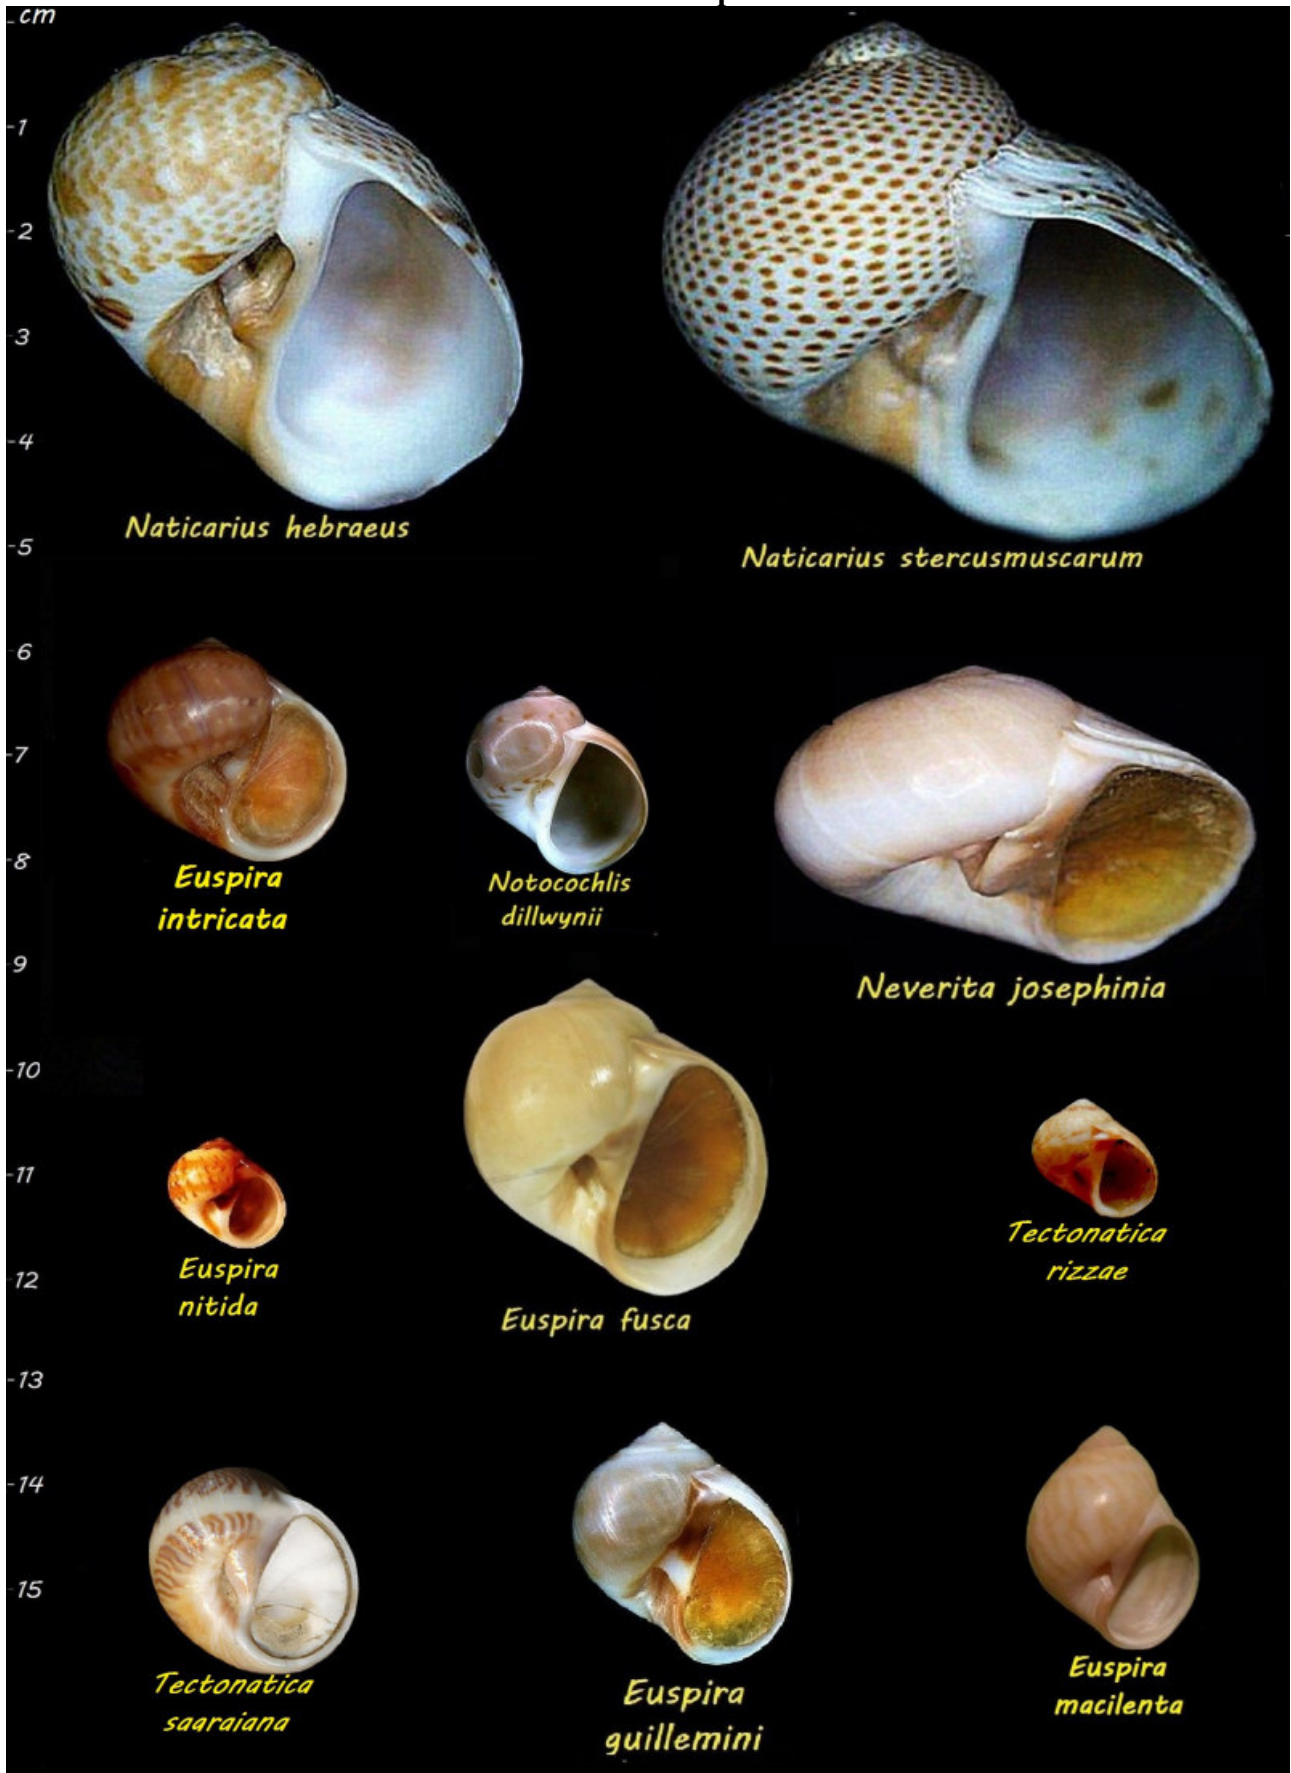 cm
1
2
3
4
Naticarius hebraeus
5
Naticarius stercusmuscarum
6
7
8
Euspira
intricata
Notocochlis
dillwynii
9
Neverita josephinia
10
11
Tectonatica
rizzae
Euspira
nitida
12
Euspira fusca
13
14
15
Tectonatica
saaraiana
Euspira
guillemini
Euspira
macilenta